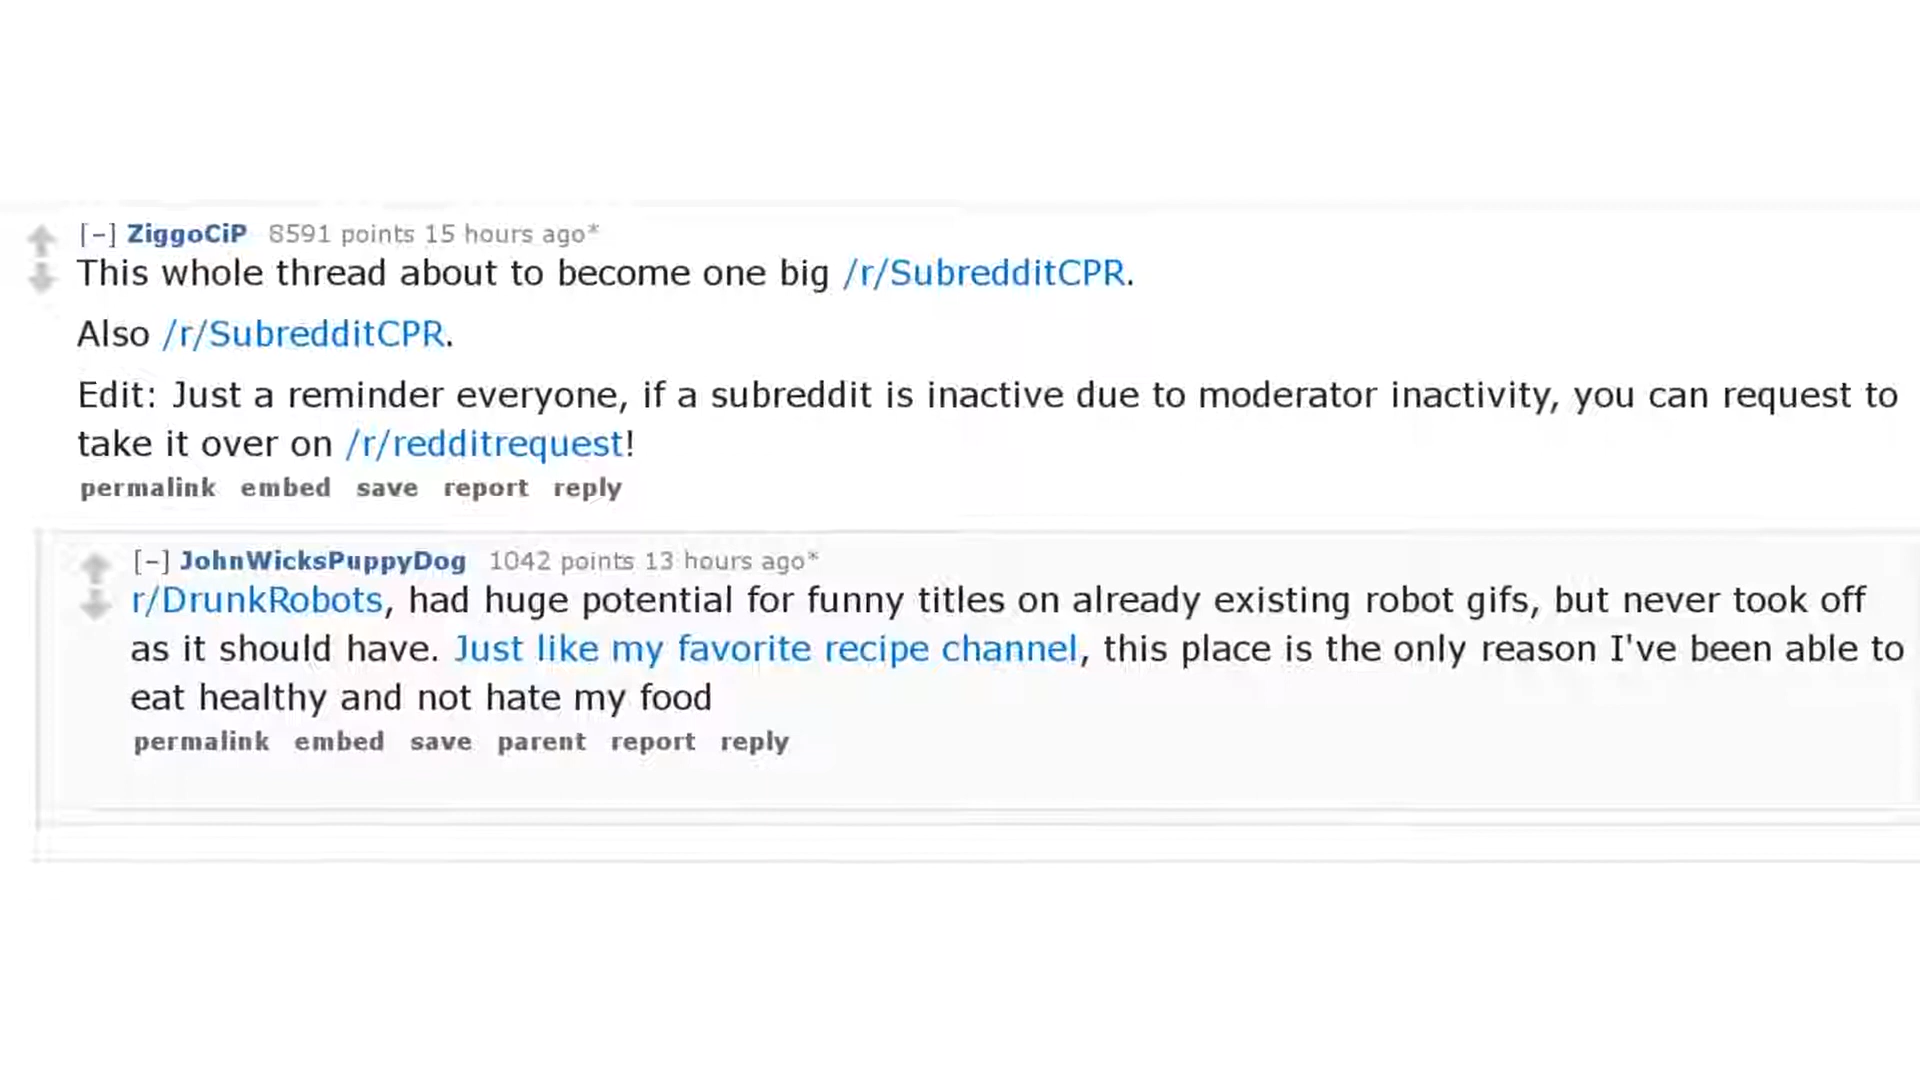 [–] ZiggoCiP 8591 points 15 hours ago*
This whole thread about to become one big /r/SubredditCPR.
Also /r/SubredditCPR.
Edit: Just a reminder everyone, if a subreddit is inactive due to moderator inactivity, you can request to
take it over on /r/redditrequest!
permalink embed save report reply
[–] JohnWicksPuppyDog 1042 points 13 hours ago*
r/DrunkRobots, had huge potential for funny titles on already existing robot gifs, but never took off
as it should have. Just like my favorite recipe channel, this place is the only reason I've been able to
eat healthy and not hate my food
permalink embed save parent report reply